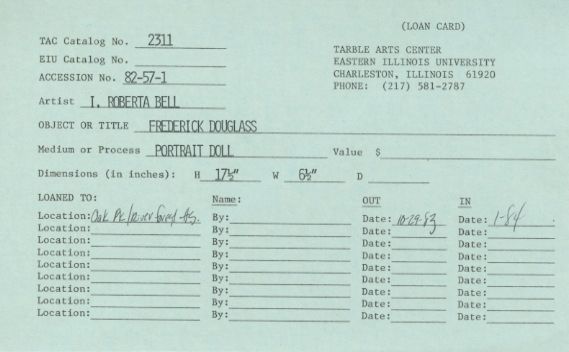 (LOAN CARD)
TAC Catalog No. 2311
TARBLE ARTS CENTER
EIU Catalog No.
EASTERN ILLINOIS UNIVERSITY
ACCESSION No. 82-57-1
CHARLESTON, ILLINOIS 61920
PHONE: (217) 581-2787
Artist I. ROBERTA BELL
OBJECT OR TITLE FREDERICK DOUGLASS
Medium or Process PORTRAIT DOLL Value $
Dimensions (in inches): H 17½" W 6½" D
LOANED TO: Name: OUT IN
Location: Oak Pk/River Forest By: Date: 10-29-83 Date: 1-84
Location: By: Date: Date:
Location: By: Date: Date:
Location: By: Date: Date:
Location: By: Date: Date:
Location: By: Date: Date:
Location: By: Date: Date:
Location: By: Date: Date:
Location: By: Date: Date: